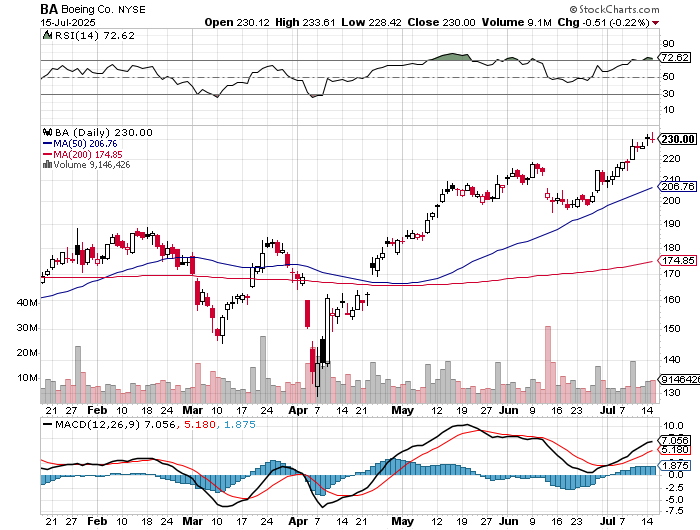 BA Boeing Co. NYSE © StockCharts.com
15-Jul-2025 Open 230.12 High 233.61 Low 228.42 Close 230.00 Volume 9.1M Chg -0.51 (-0.22%)
RSI(14) 72.62
90
72.62
50
30
10
BA (Daily) 230.00
MA(50) 206.76
MA(200) 174.85
Volume 9,146,426
230.00
220
210
206.76
200
190
180
174.85
170
160
150
130
40M
30M
20M
10M
9146426
21 27 Feb 10 18 24 Mar 10 17 24 Apr 7 14 21 May 12 19 27 Jun 9 16 23 Jul 7 14
MACD(12,26,9) 7.056, 5.180, 1.875
10.0
7.056
5.180
2.5
1.875
0.0
-2.5
-5.0
-7.5
21 27 Feb 10 18 24 Mar 10 17 24 Apr 7 14 21 May 12 19 27 Jun 9 16 23 Jul 7 14